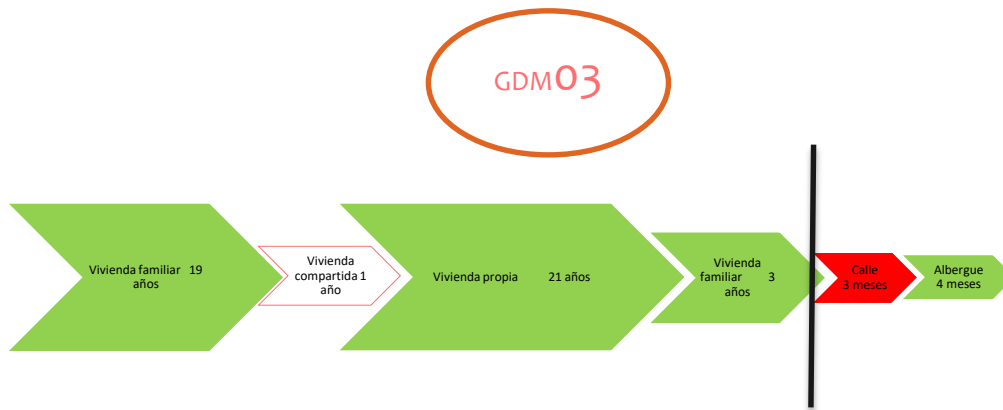 GDM03
Vivienda familiar 19
años
Vivienda
compartida 1
año
Vivienda propia 21 años
Vivienda
familiar 3
años
Calle
3 meses
Albergue
4 meses